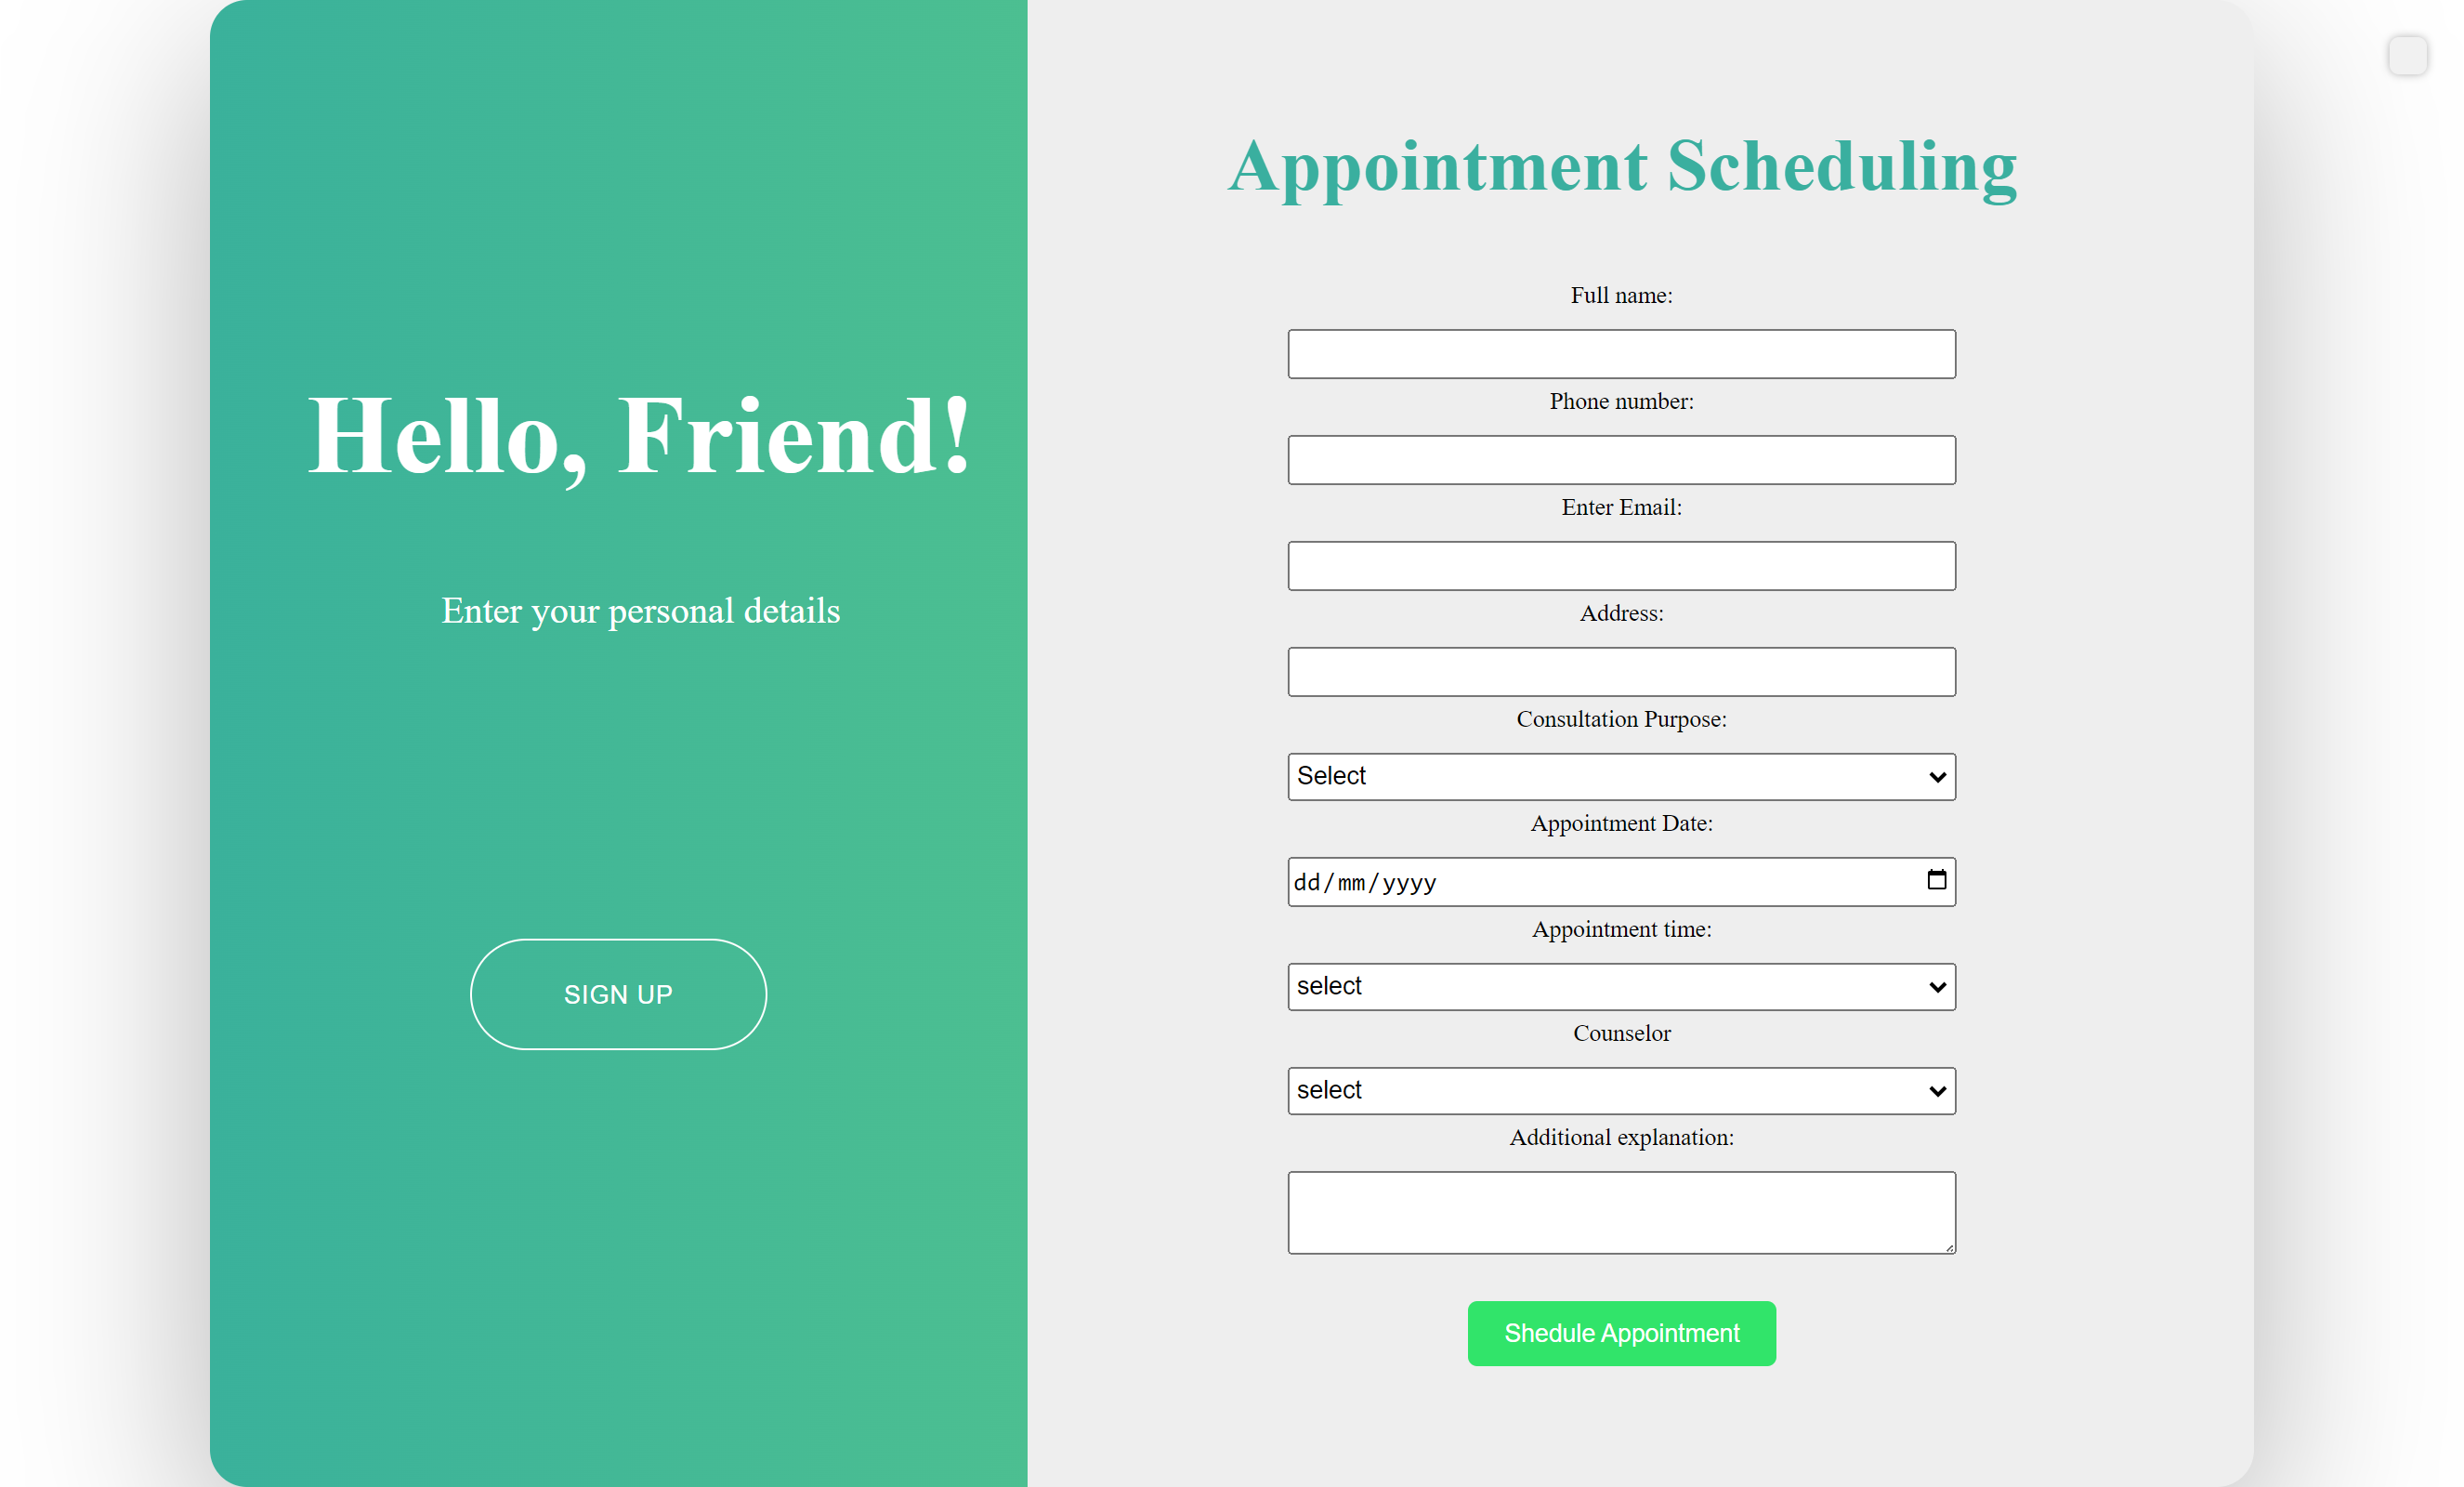 Hello, Friend!
Enter your personal details
SIGN UP
Appointment Scheduling
Full name:
Phone number:
Enter Email:
Address:
Consultation Purpose:
Select
Appointment Date:
dd/mm/yyyy
Appointment time:
select
Counselor
select
Additional explanation:
Shedule Appointment